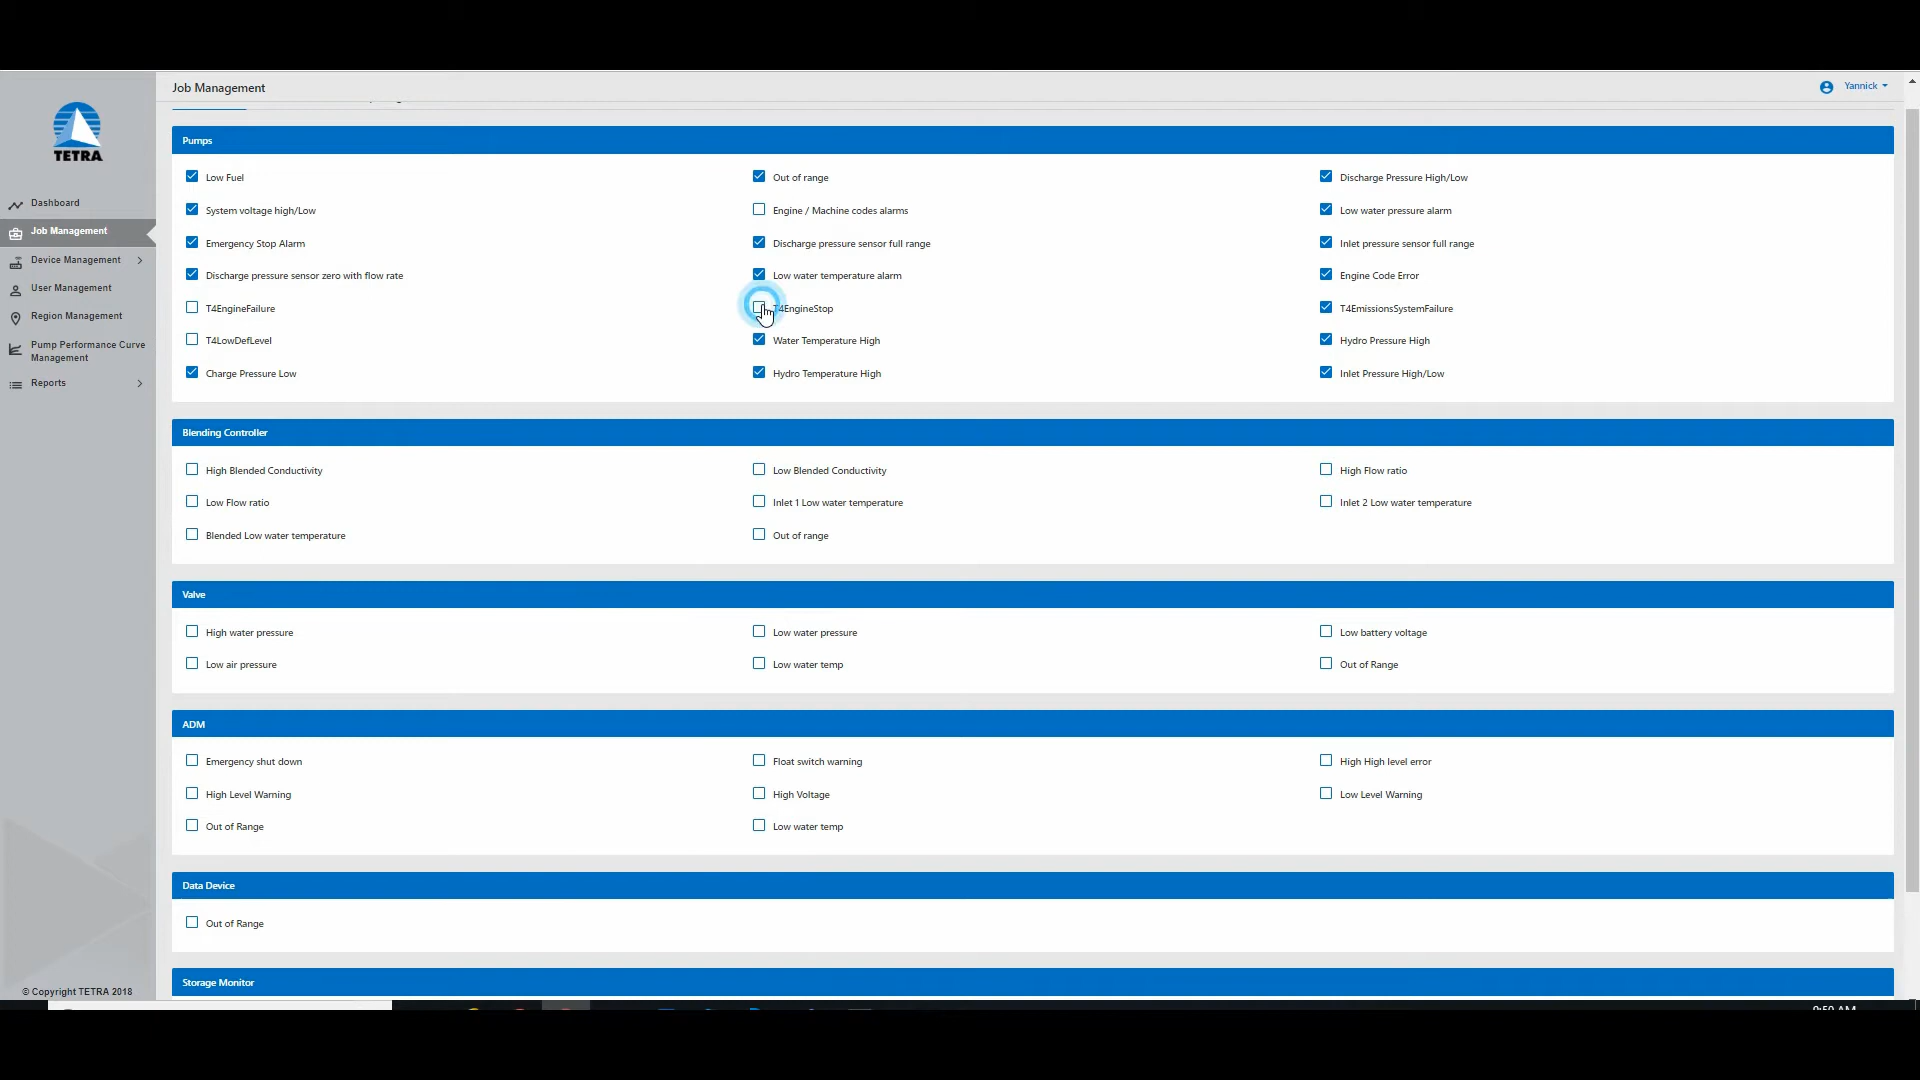 Job Management
Yannick
TETRA
Dashboard
Job Management
Device Management
User Management
Region Management
Pump Performance Curve
Management
Reports
© Copyright TETRA 2018
Pumps
Low Fuel
Out of range
Discharge Pressure High/Low
System voltage high/Low
Engine / Machine codes alarms
Low water pressure alarm
Emergency Stop Alarm
Discharge pressure sensor full range
Inlet pressure sensor full range
Discharge pressure sensor zero with flow rate
Low water temperature alarm
Engine Code Error
T4EngineFailure
T4EngineStop
T4EmissionsSystemFailure
T4LowDefLevel
Water Temperature High
Hydro Pressure High
Charge Pressure Low
Hydro Temperature High
Inlet Pressure High/Low
Blending Controller
High Blended Conductivity
Low Blended Conductivity
High Flow ratio
Low Flow ratio
Inlet 1 Low water temperature
Inlet 2 Low water temperature
Blended Low water temperature
Out of range
Valve
High water pressure
Low water pressure
Low battery voltage
Low air pressure
Low water temp
Out of Range
ADM
Emergency shut down
Float switch warning
High High level error
High Level Warning
High Voltage
Low Level Warning
Out of Range
Low water temp
Data Device
Out of Range
Storage Monitor